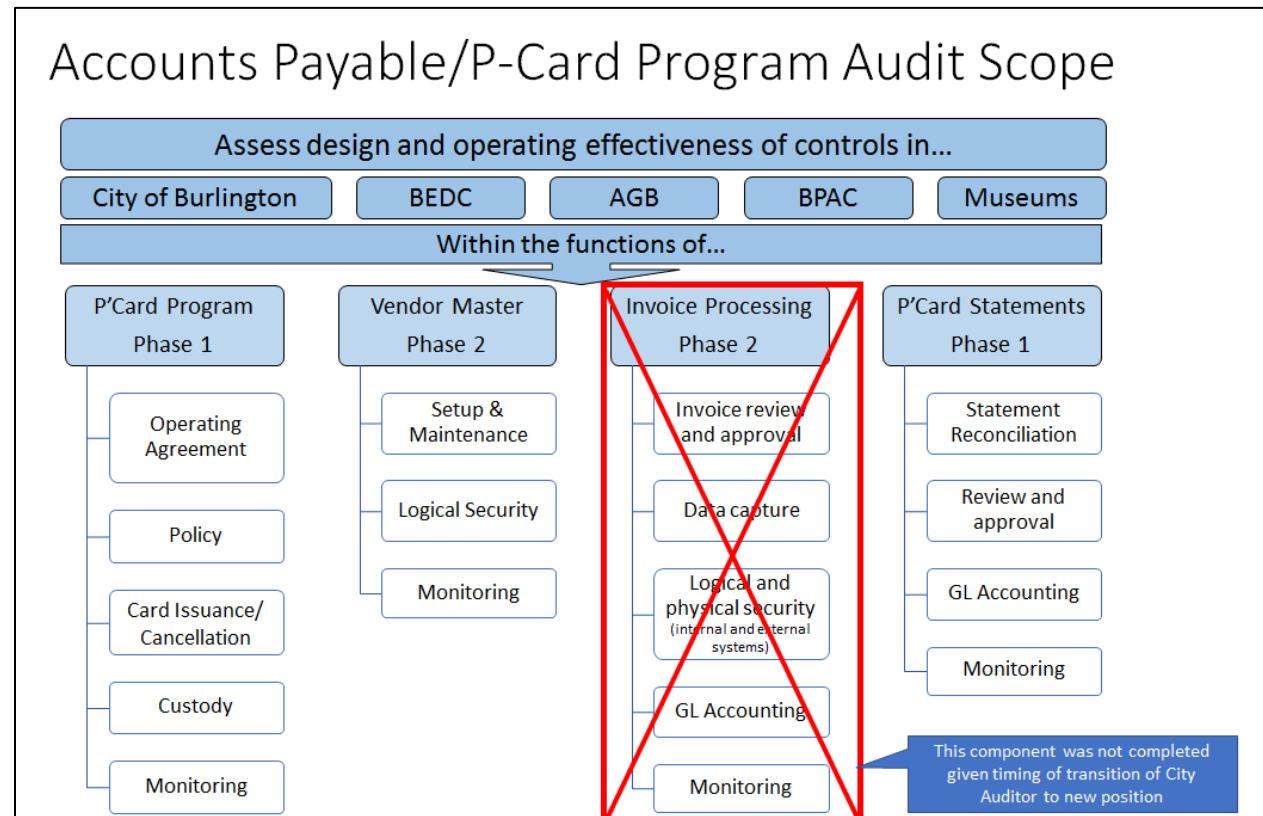 Accounts Payable/P-Card Program Audit Scope
Assess design and operating effectiveness of controls in…
City of Burlington
BEDC
AGB
BPAC
Museums
Within the functions of…
P’Card Program
Phase 1
Operating
Agreement
Policy
Card Issuance/
Cancellation
Custody
Monitoring
Vendor Master
Phase 2
Setup &
Maintenance
Logical Security
Monitoring
Invoice Processing
Phase 2
Invoice review
and approval
Data capture
Logical and
physical security
(internal and external
systems)
GL Accounting
Monitoring
P’Card Statements
Phase 1
Statement
Reconciliation
Review and
approval
GL Accounting
Monitoring
This component was not completed
given timing of transition of City
Auditor to new position